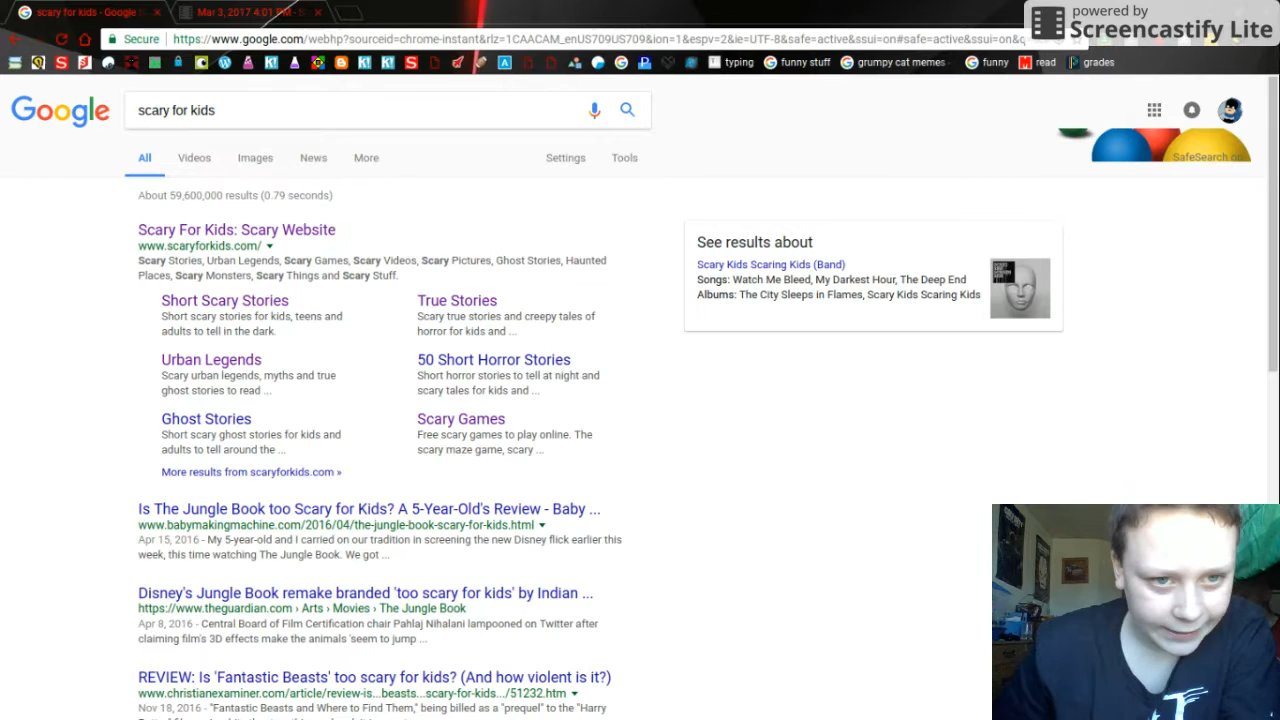 powered by
Screencastify Lite
scary for kids - Google
Mar 3, 2017 4:01 PM
Secure
https://www.google.com/webhp?sourceid=chrome-instant&rlz=1CAACAM_enUS709US709&ion=1&espv=2&ie=UTF-8&safe=active&ssui=on#safe=active&ssui=on&q
typing
funny stuff
grumpy cat memes
funny
read
grades
Google
scary for kids
All
Videos
Images
News
More
Settings
Tools
SafeSearch on
About 59,600,000 results (0.79 seconds)
Scary For Kids: Scary Website
www.scaryforkids.com/
Scary Stories, Urban Legends, Scary Games, Scary Videos, Scary Pictures, Ghost Stories, Haunted
Places, Scary Monsters, Scary Things and Scary Stuff.
Short Scary Stories
Short scary stories for kids, teens and
adults to tell in the dark.
True Stories
Scary true stories and creepy tales of
horror for kids and ...
Urban Legends
Scary urban legends, myths and true
ghost stories to read ...
50 Short Horror Stories
Short horror stories to tell at night and
scary tales for kids and ...
Ghost Stories
Short scary ghost stories for kids and
adults to tell around the ...
Scary Games
Free scary games to play online. The
scary maze game, scary ...
More results from scaryforkids.com »
Is The Jungle Book too Scary for Kids? A 5-Year-Old's Review - Baby ...
www.babymakingmachine.com/2016/04/the-jungle-book-scary-for-kids.html
Apr 15, 2016 - My 5-year-old and I carried on our tradition in screening the new Disney flick earlier this
week, this time watching The Jungle Book. We got ...
Disney's Jungle Book remake branded 'too scary for kids' by Indian ...
https://www.theguardian.com › Arts › Movies › The Jungle Book
Apr 8, 2016 - Central Board of Film Certification chair Pahlaj Nihalani lampooned on Twitter after
claiming film's 3D effects make the animals 'seem to jump ...
REVIEW: Is 'Fantastic Beasts' too scary for kids? (And how violent is it?)
www.christianexaminer.com/article/review-is...beasts...scary-for-kids.../51232.htm
Nov 18, 2016 - "Fantastic Beasts and Where to Find Them," being billed as a "prequel" to the "Harry
See results about
Scary Kids Scaring Kids (Band)
Songs: Watch Me Bleed, My Darkest Hour, The Deep End
Albums: The City Sleeps in Flames, Scary Kids Scaring Kids